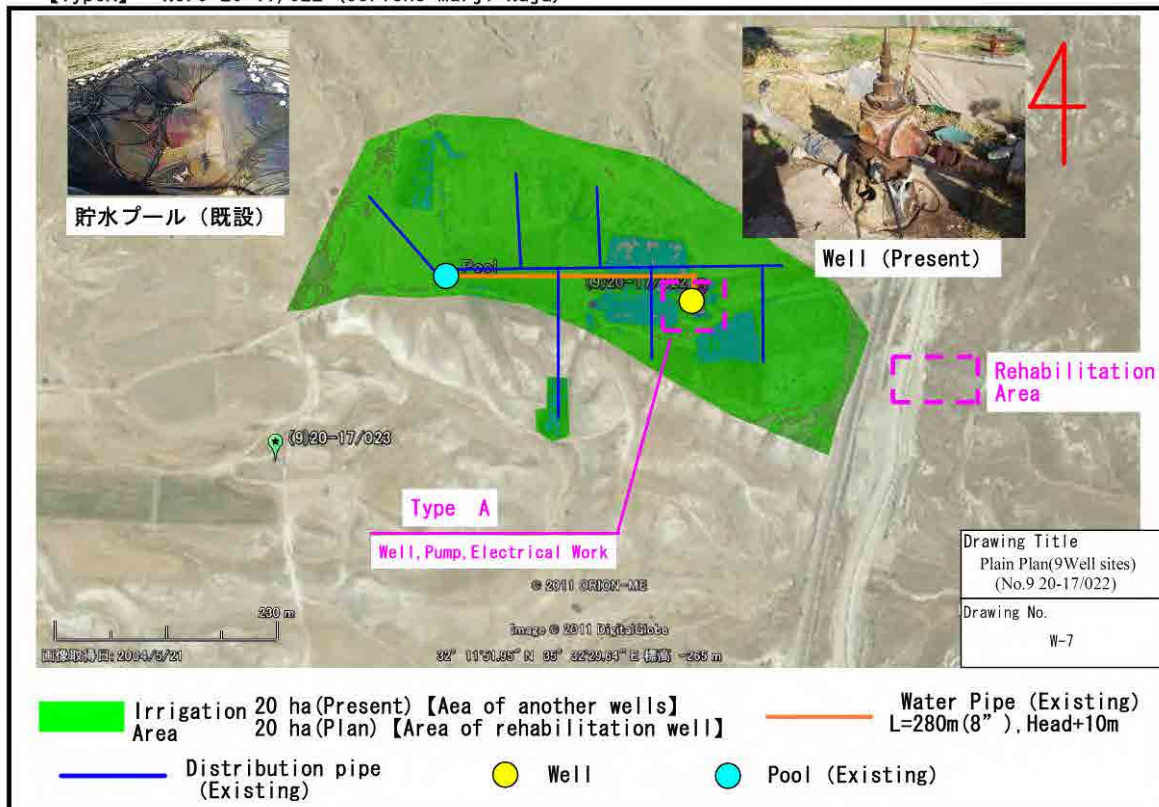 貯水プール（既設）
Well (Present)
4
Pool
(9)20-17/022
Rehabilitation
Area
(9)20-17/023
Type A
Well, Pump, Electrical Work
© 2011 ORION-ME
Image © 2011 DigitalGlobe
230 m
画像取得日: 2004/5/21
32° 11'51.95" N 35° 32'29.64" E 標高 -265 m
Drawing Title
Plain Plan(9Well sites)
(No.9 20-17/022)
Drawing No.
W-7
Irrigation
Area
20 ha(Present)【Aea of another wells】
20 ha(Plan)【Area of rehabilitation well】
Water Pipe (Existing)
L=280m(8"), Head+10m
Distribution pipe
(Existing)
Well
Pool (Existing)